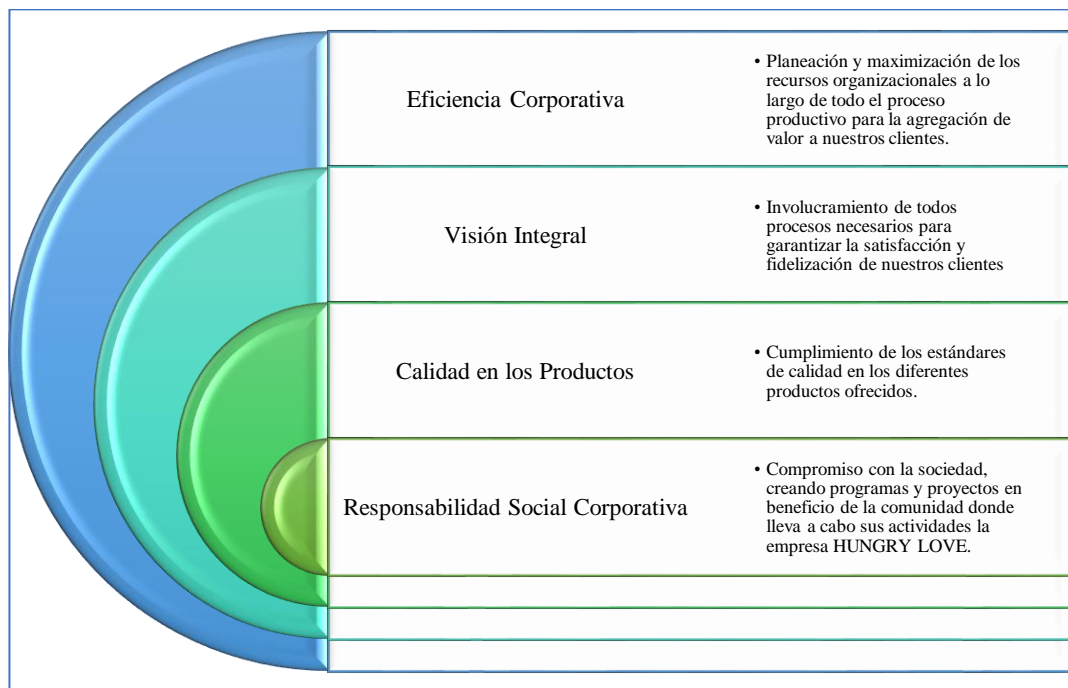 Eficiencia Corporativa
• Planeación y maximización de los
recursos organizacionales a lo
largo de todo el proceso
productivo para la agregación de
valor a nuestros clientes.
Visión Integral
• Involucramiento de todos
procesos necesarios para
garantizar la satisfacción y
fidelización de nuestros clientes
Calidad en los Productos
• Cumplimiento de los estándares
de calidad en los diferentes
productos ofrecidos.
Responsabilidad Social Corporativa
• Compromiso con la sociedad,
creando programas y proyectos en
beneficio de la comunidad donde
lleva a cabo sus actividades la
empresa HUNGRY LOVE.